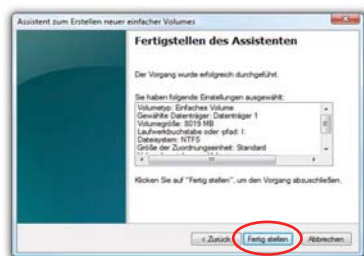 Assistent zum Erstellen neuer einfacher Volumes
Fertigstellen des Assistenten
Der Vorgang wurde erfolgreich durchgeführt.
Sie haben folgende Einstellungen ausgewählt:
Volumetyp: Einfaches Volume
Gewählte Datenträger: Datenträger 1
Volumegröße: 8019 MB
Laufwerkbuchstabe oder -pfad: I:
Dateisystem: NTFS
Größe der Zuordnungseinheit: Standard
Klicken Sie auf "Fertig stellen", um den Vorgang abzuschließen.
< Zurück
Fertig stellen
Abbrechen